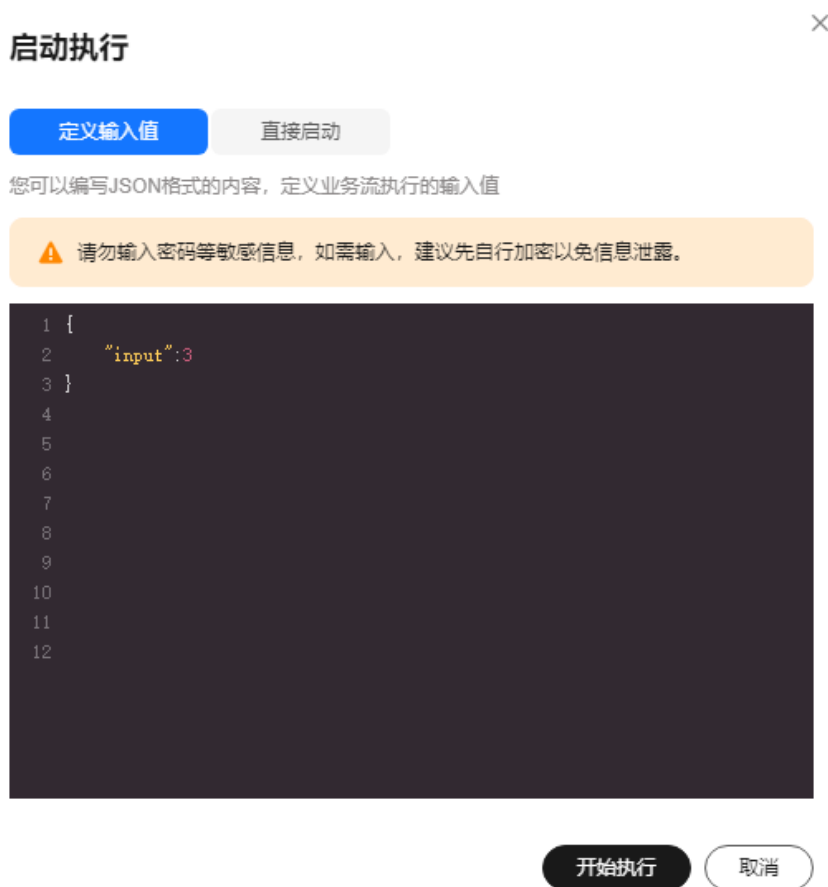 启动执行
定义输入值 直接启动
您可以编写JSON格式的内容，定义业务流执行的输入值
请勿输入密码等敏感信息，如需输入，建议先自行加密以免信息泄露。
1 {
2     "input":3
3 }
4
5
6
7
8
9
10
11
12
开始执行 取消